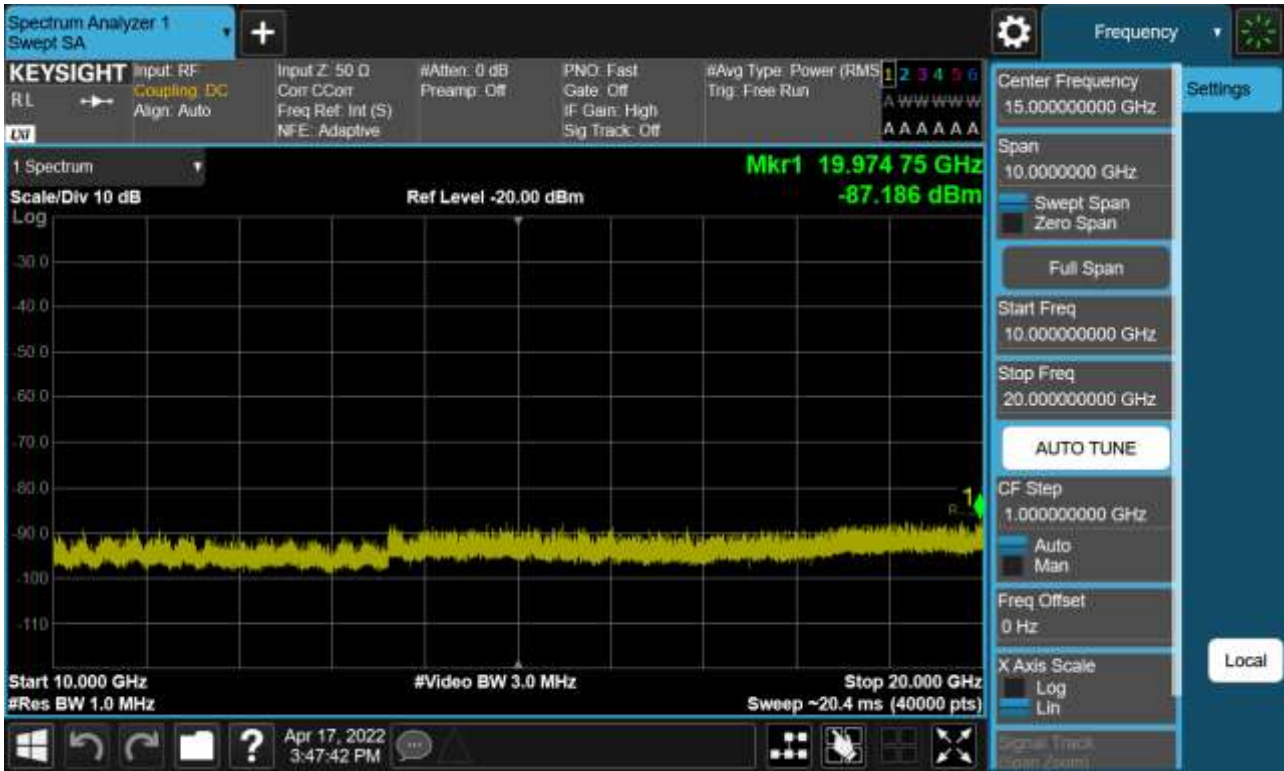 Spectrum Analyzer 1
Swept SA
+
Frequency
KEYSIGHT
RL
LXI
Input: RF
Coupling: DC
Align: Auto
Input Z: 50 Ω
Corr CCorr
Freq Ref: Int (S)
NFE: Adaptive
#Atten: 0 dB
Preamp: Off
PNO: Fast
Gate: Off
IF Gain: High
Sig Track: Off
#Avg Type: Power (RMS
Trig: Free Run
1 2 3 4 5 6
A W W W W W
A A A A A A
1 Spectrum
Scale/Div 10 dB
Ref Level -20.00 dBm
Mkr1 19.974 75 GHz
-87.186 dBm
Log
-30.0
-40.0
-50.0
-60.0
-70.0
-80.0
-90.0
-100
-110
1
Start 10.000 GHz
#Video BW 3.0 MHz
Stop 20.000 GHz
#Res BW 1.0 MHz
Sweep ~20.4 ms (40000 pts)
?
Apr 17, 2022
3:47:42 PM
Center Frequency
15.000000000 GHz
Settings
Span
10.0000000 GHz
Swept Span
Zero Span
Full Span
Start Freq
10.000000000 GHz
Stop Freq
20.000000000 GHz
AUTO TUNE
CF Step
1.000000000 GHz
Auto
Man
Freq Offset
0 Hz
X Axis Scale
Log
Lin
Local
Signal Track
(Span Zoom)